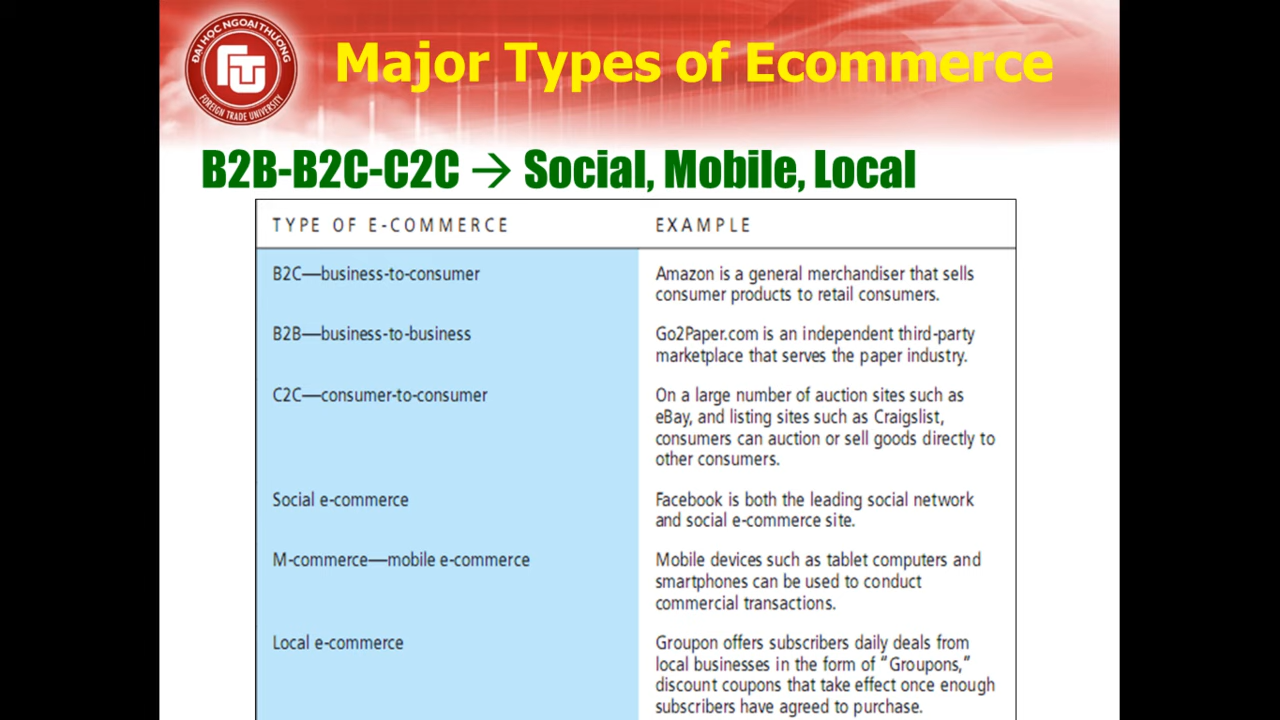 ĐẠI HỌC NGOẠI THƯƠNG
FTU
FOREIGN TRADE UNIVERSITY
Major Types of Ecommerce
B2B-B2C-C2C → Social, Mobile, Local
TYPE OF E-COMMERCE EXAMPLE
B2C—business-to-consumer Amazon is a general merchandiser that sells
consumer products to retail consumers.
B2B—business-to-business Go2Paper.com is an independent third-party
marketplace that serves the paper industry.
C2C—consumer-to-consumer On a large number of auction sites such as
eBay, and listing sites such as Craigslist,
consumers can auction or sell goods directly to
other consumers.
Social e-commerce Facebook is both the leading social network
and social e-commerce site.
M-commerce—mobile e-commerce Mobile devices such as tablet computers and
smartphones can be used to conduct
commercial transactions.
Local e-commerce Groupon offers subscribers daily deals from
local businesses in the form of “Groupons,”
discount coupons that take effect once enough
subscribers have agreed to purchase.